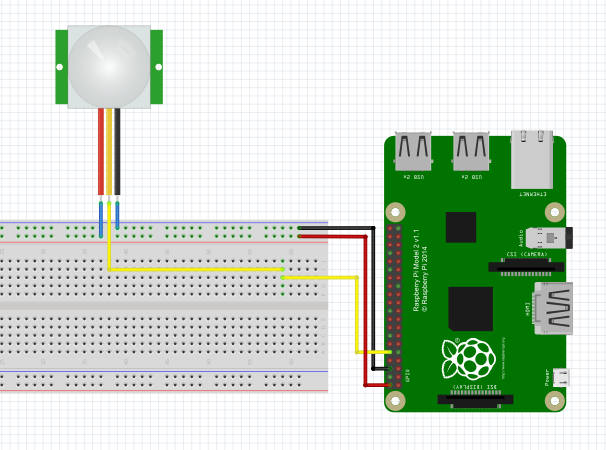 USB 2x
USB 2x
ETHERNET
Audio
CSI (CAMERA)
Raspberry Pi Model 2 v1.1
© Raspberry Pi 2014
HDMI
GPIO
Power
DSI (DISPLAY)